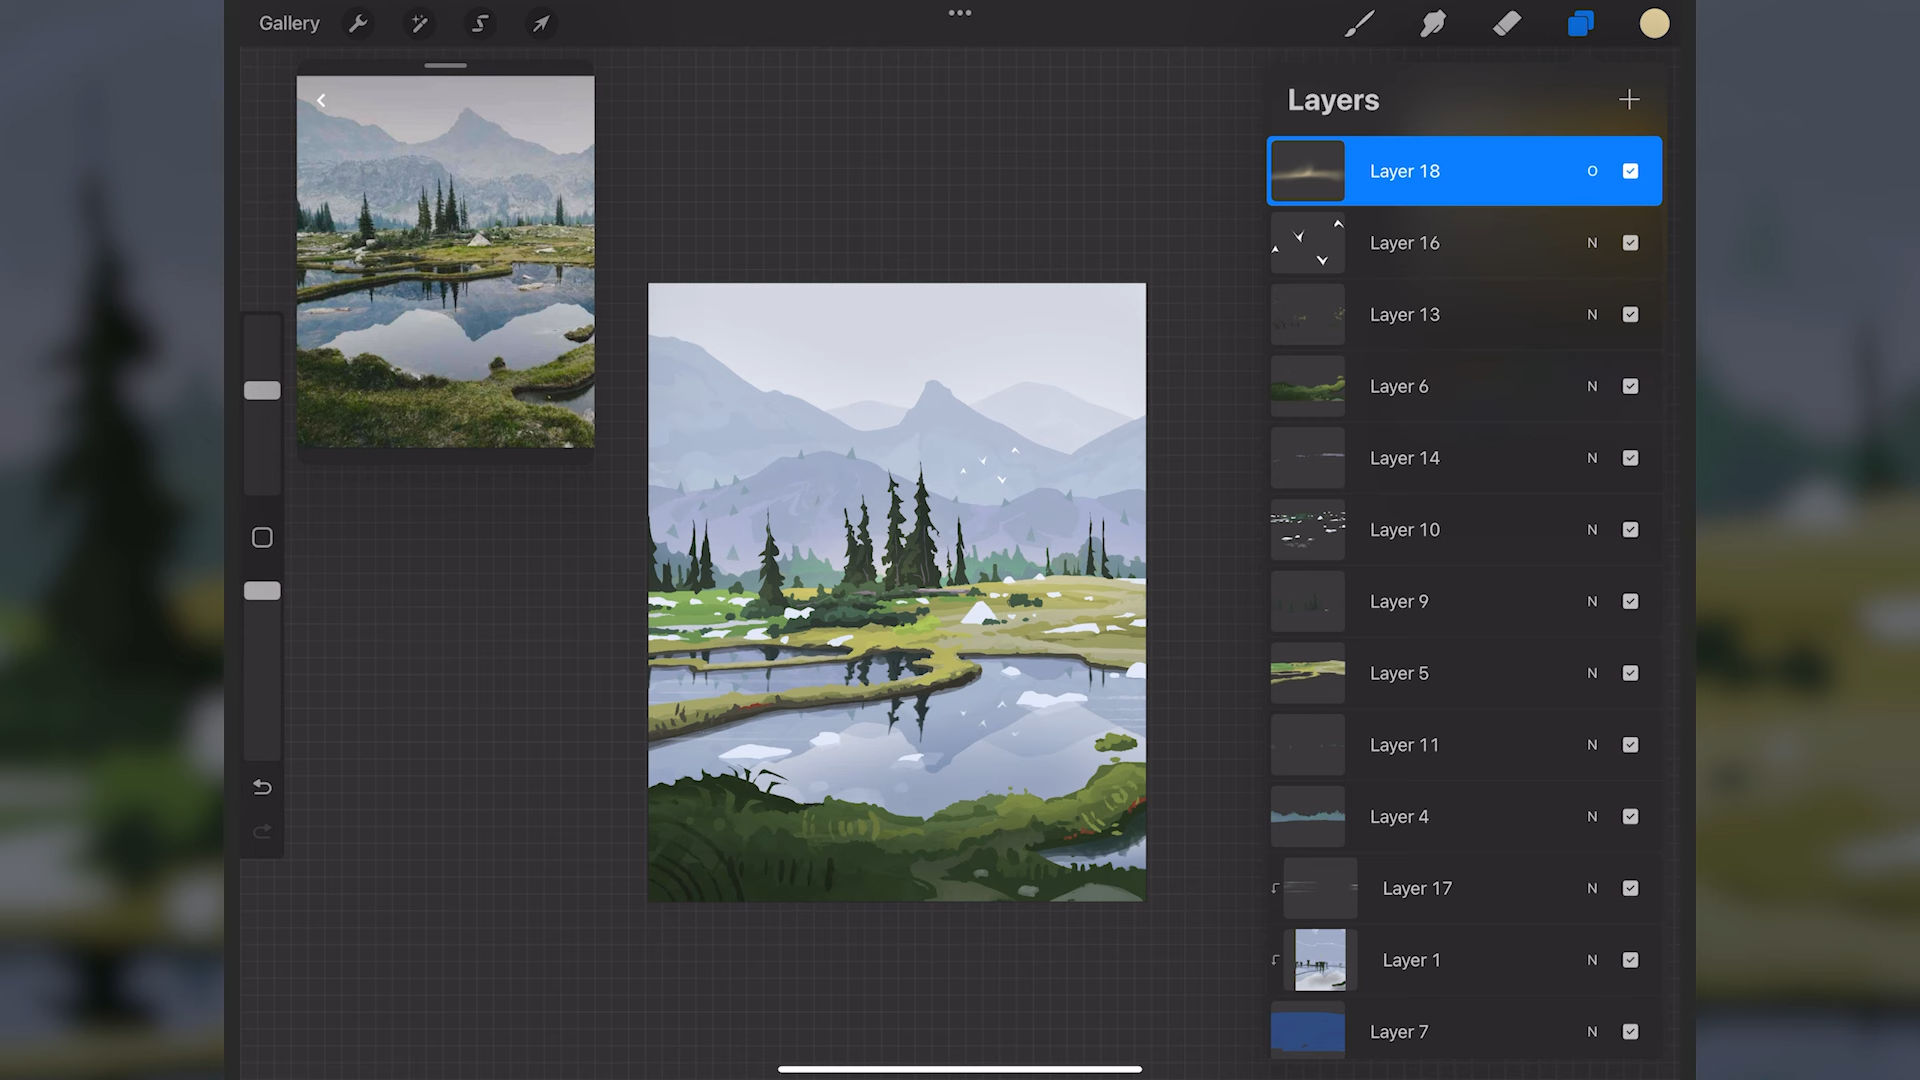 Gallery
Layers
Layer 18 O
Layer 16 N
Layer 13 N
Layer 6 N
Layer 14 N
Layer 10 N
Layer 9 N
Layer 5 N
Layer 11 N
Layer 4 N
Layer 17 N
Layer 1 N
Layer 7 N